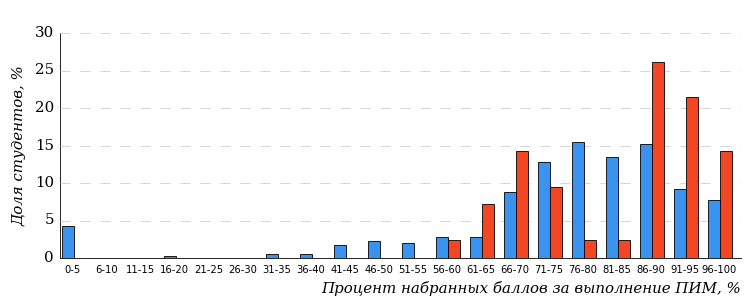 Доля студентов, %
30
25
20
15
10
5
0
0-5 6-10 11-15 16-20 21-25 26-30 31-35 36-40 41-45 46-50 51-55 56-60 61-65 66-70 71-75 76-80 81-85 86-90 91-95 96-100
Процент набранных баллов за выполнение ПИМ, %